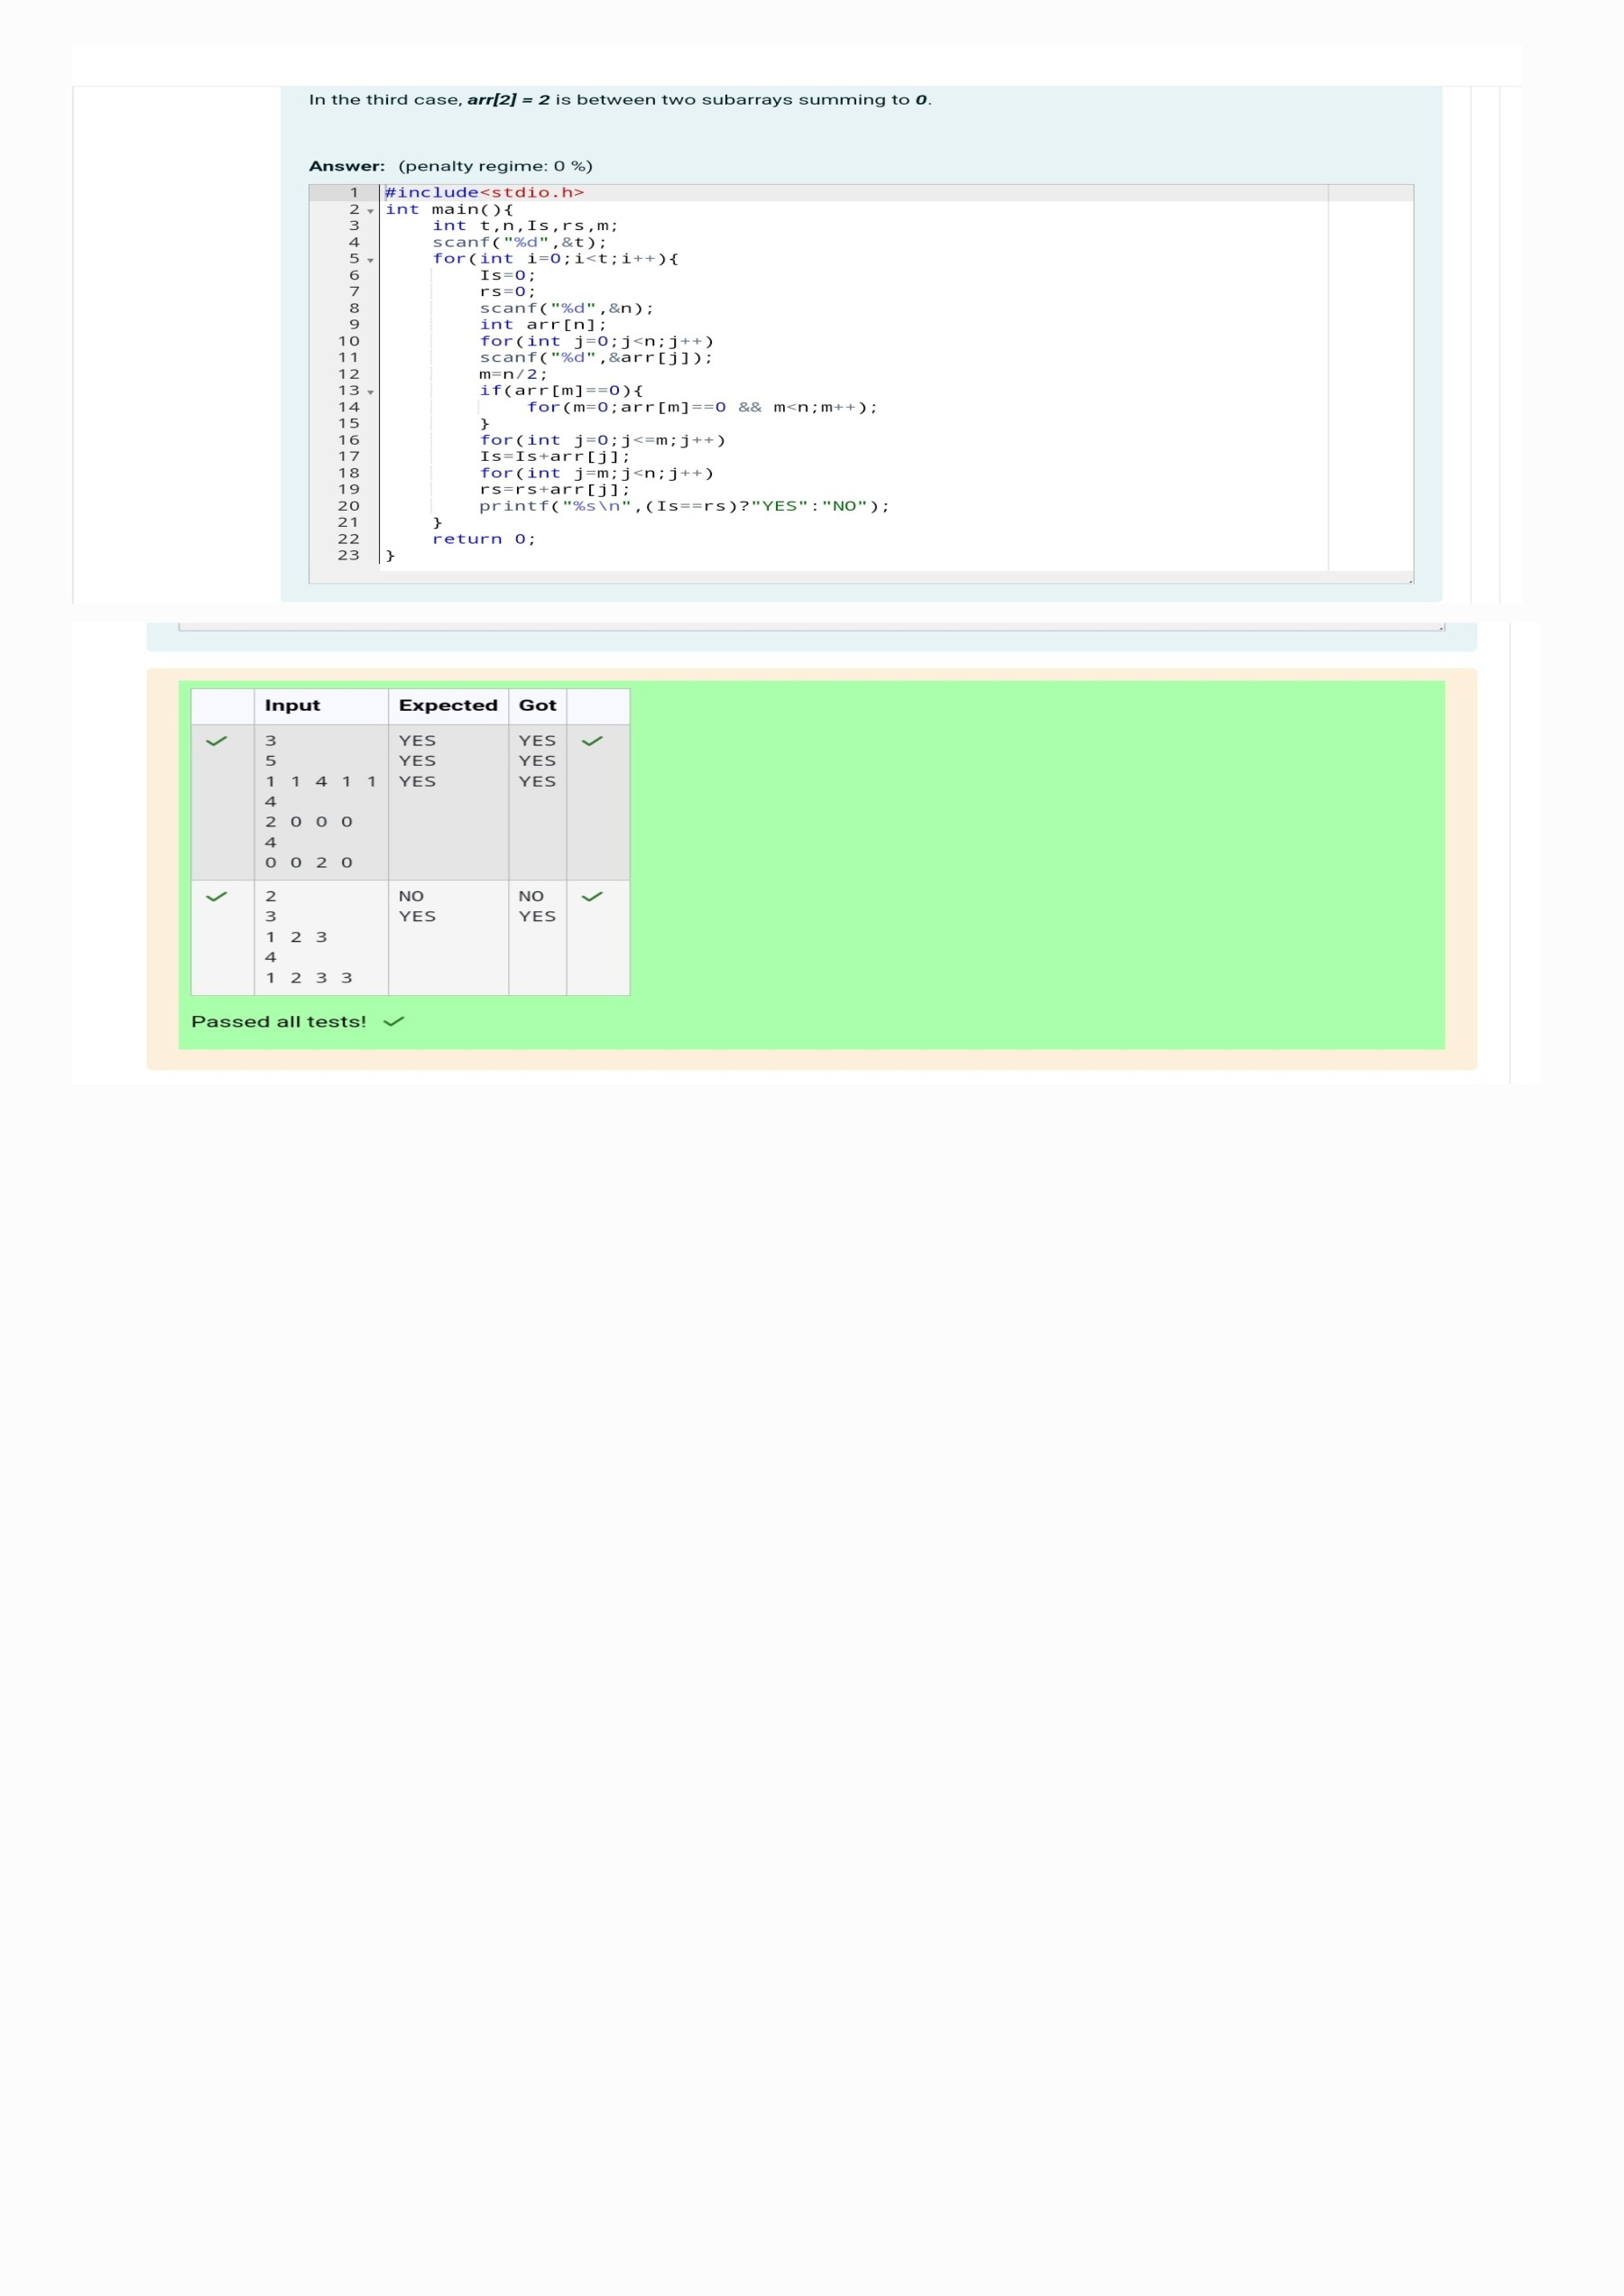 In the third case, arr[2] = 2 is between two subarrays summing to 0.
Answer: (penalty regime: 0 %)
1 #include<stdio.h>
2 int main(){
3 int t,n,Is,rs,m;
4 scanf("%d",&t);
5 for(int i=0;i<t;i++){
6 Is=0;
7 rs=0;
8 scanf("%d",&n);
9 int arr[n];
10 for(int j=0;j<n;j++)
11 scanf("%d",&arr[j]);
12 m=n/2;
13 if(arr[m]==0){
14 for(m=0;arr[m]==0 && m<n;m++);
15 }
16 for(int j=0;j<=m;j++)
17 Is=Is+arr[j];
18 for(int j=m;j<n;j++)
19 rs=rs+arr[j];
20 printf("%s\n",(Is==rs)?"YES":"NO");
21 }
22 return 0;
23 }
Input Expected Got
3 YES YES
5 YES YES
1 1 4 1 1 YES YES
4
2 0 0 0
4
0 0 2 0
2 NO NO
3 YES YES
1 2 3
4
1 2 3 3
Passed all tests!